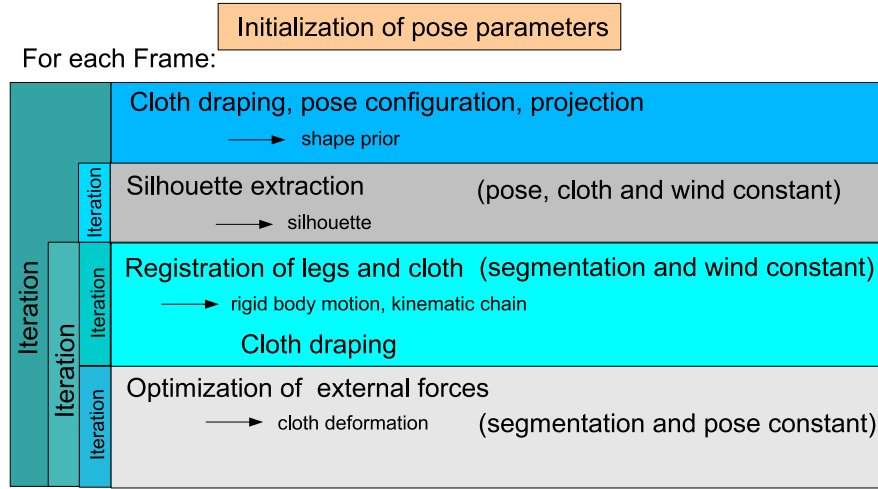 Initialization of pose parameters
For each Frame:
Cloth draping, pose configuration, projection
shape prior
Iteration
Silhouette extraction (pose, cloth and wind constant)
silhouette
Iteration
Registration of legs and cloth (segmentation and wind constant)
rigid body motion, kinematic chain
Cloth draping
Iteration
Iteration
Iteration
Optimization of external forces
cloth deformation (segmentation and pose constant)